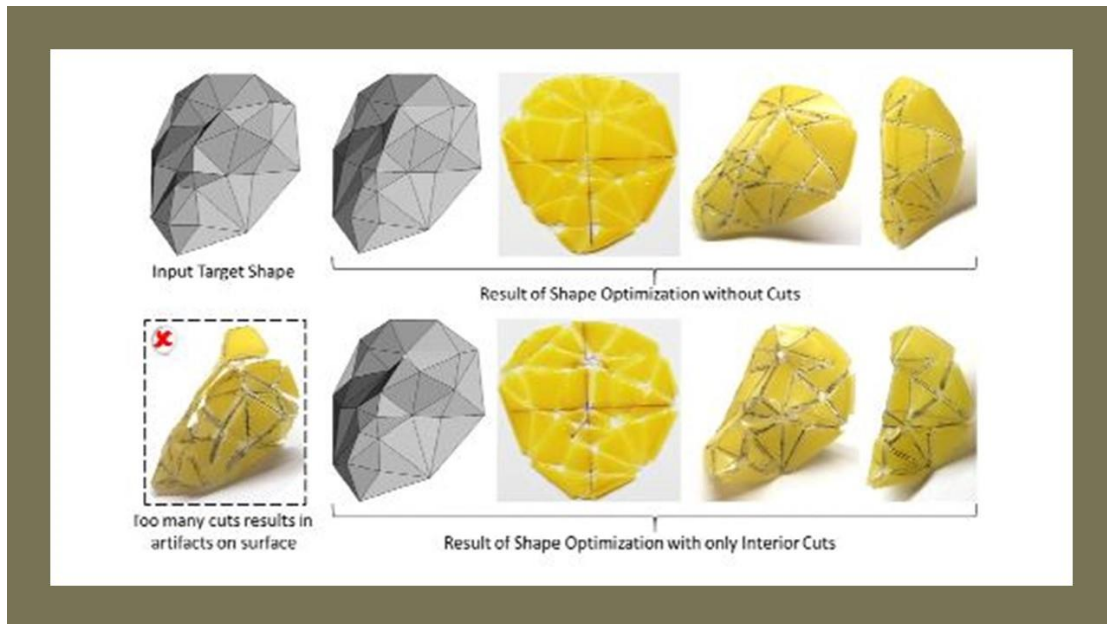 Input Target Shape
Result of Shape Optimization without Cuts
Too many cuts results in
artifacts on surface
Result of Shape Optimization with only Interior Cuts